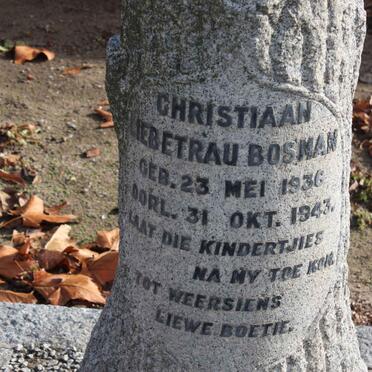 CHRISTIAAN
IEBETRAU BOSMAN
GEB. 23 MEI 1936
OORL. 31 OKT. 1943.
LAAT DIE KINDERTJIES
NA MY TOE KOM.
TOT WEERSIENS
LIEWE BOETIE.